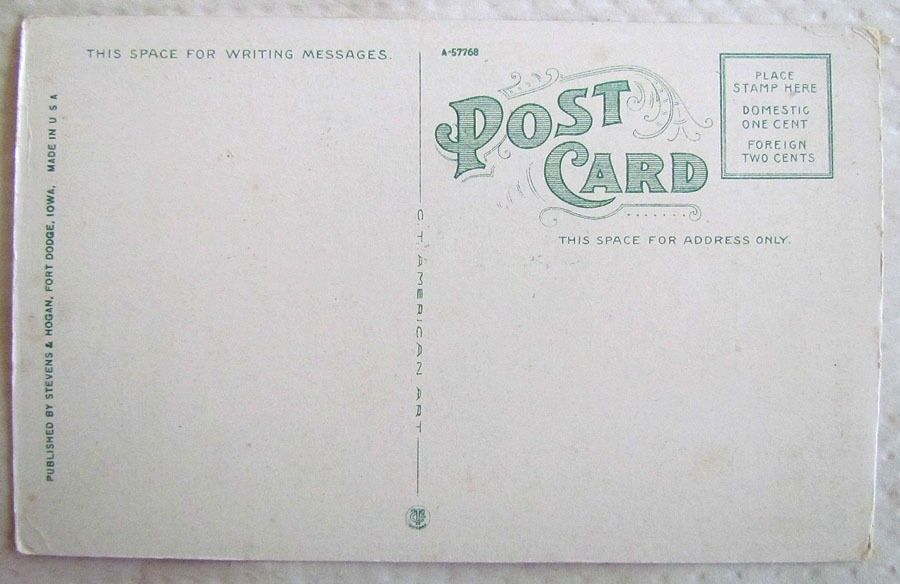 THIS SPACE FOR WRITING MESSAGES.
PUBLISHED BY STEVENS & HOGAN, FORT DODGE, IOWA. MADE IN U S A
C. T. AMERICAN ART
A-57768
POST
CARD
THIS SPACE FOR ADDRESS ONLY.
PLACE
STAMP HERE
DOMESTIC
ONE CENT
FOREIGN
TWO CENTS